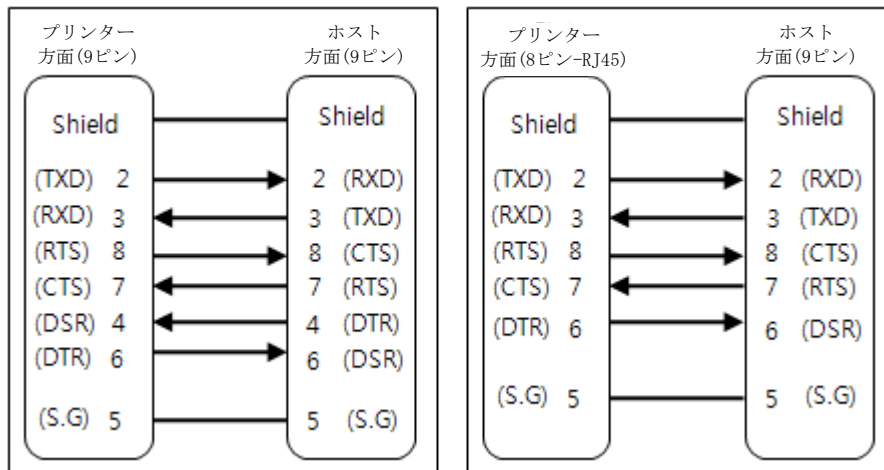 プリンター
方面(9ピン)
ホスト
方面(9ピン)
Shield
Shield
(TXD) 2
2 (RXD)
(RXD) 3
3 (TXD)
(RTS) 8
8 (CTS)
(CTS) 7
7 (RTS)
(DSR) 4
4 (DTR)
(DTR) 6
6 (DSR)
(S.G) 5
5 (S.G)
プリンター
方面(8ピン-RJ45)
ホスト
方面(9ピン)
Shield
Shield
(TXD) 2
2 (RXD)
(RXD) 3
3 (TXD)
(RTS) 8
8 (CTS)
(CTS) 7
7 (RTS)
(DTR) 6
6 (DSR)
(S.G) 5
5 (S.G)